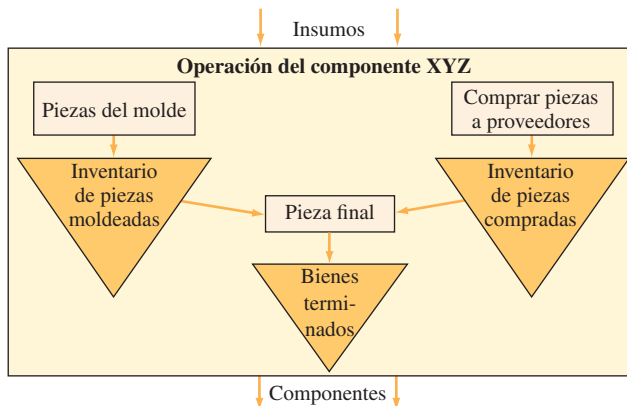 Insumos
Operación del componente XYZ
Piezas del molde
Comprar piezas
a proveedores
Inventario
de piezas
moldeadas
Pieza final
Inventario
de piezas
compradas
Bienes
termi-
nados
Componentes